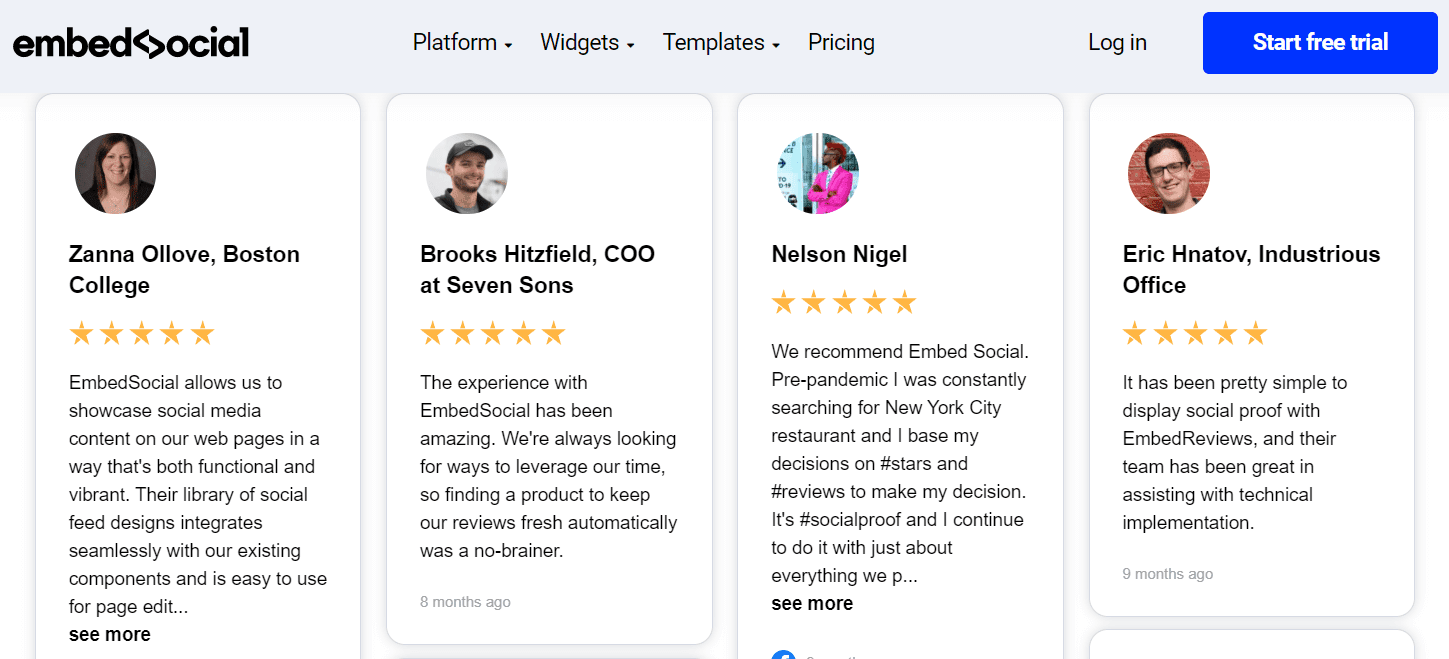 embedSocial
Platform
Widgets
Templates
Pricing
Log in
Start free trial
Zanna Ollove, Boston
College
EmbedSocial allows us to
showcase social media
content on our web pages in a
way that's both functional and
vibrant. Their library of social
feed designs integrates
seamlessly with our existing
components and is easy to use
for page edit...
see more
Brooks Hitzfield, COO
at Seven Sons
The experience with
EmbedSocial has been
amazing. We're always looking
for ways to leverage our time,
so finding a product to keep
our reviews fresh automatically
was a no-brainer.
8 months ago
Nelson Nigel
We recommend Embed Social.
Pre-pandemic I was constantly
searching for New York City
restaurant and I base my
decisions on #stars and
#reviews to make my decision.
It's #socialproof and I continue
to do it with just about
everything we p...
see more
Eric Hnatov, Industrious
Office
It has been pretty simple to
display social proof with
EmbedReviews, and their
team has been great in
assisting with technical
implementation.
9 months ago